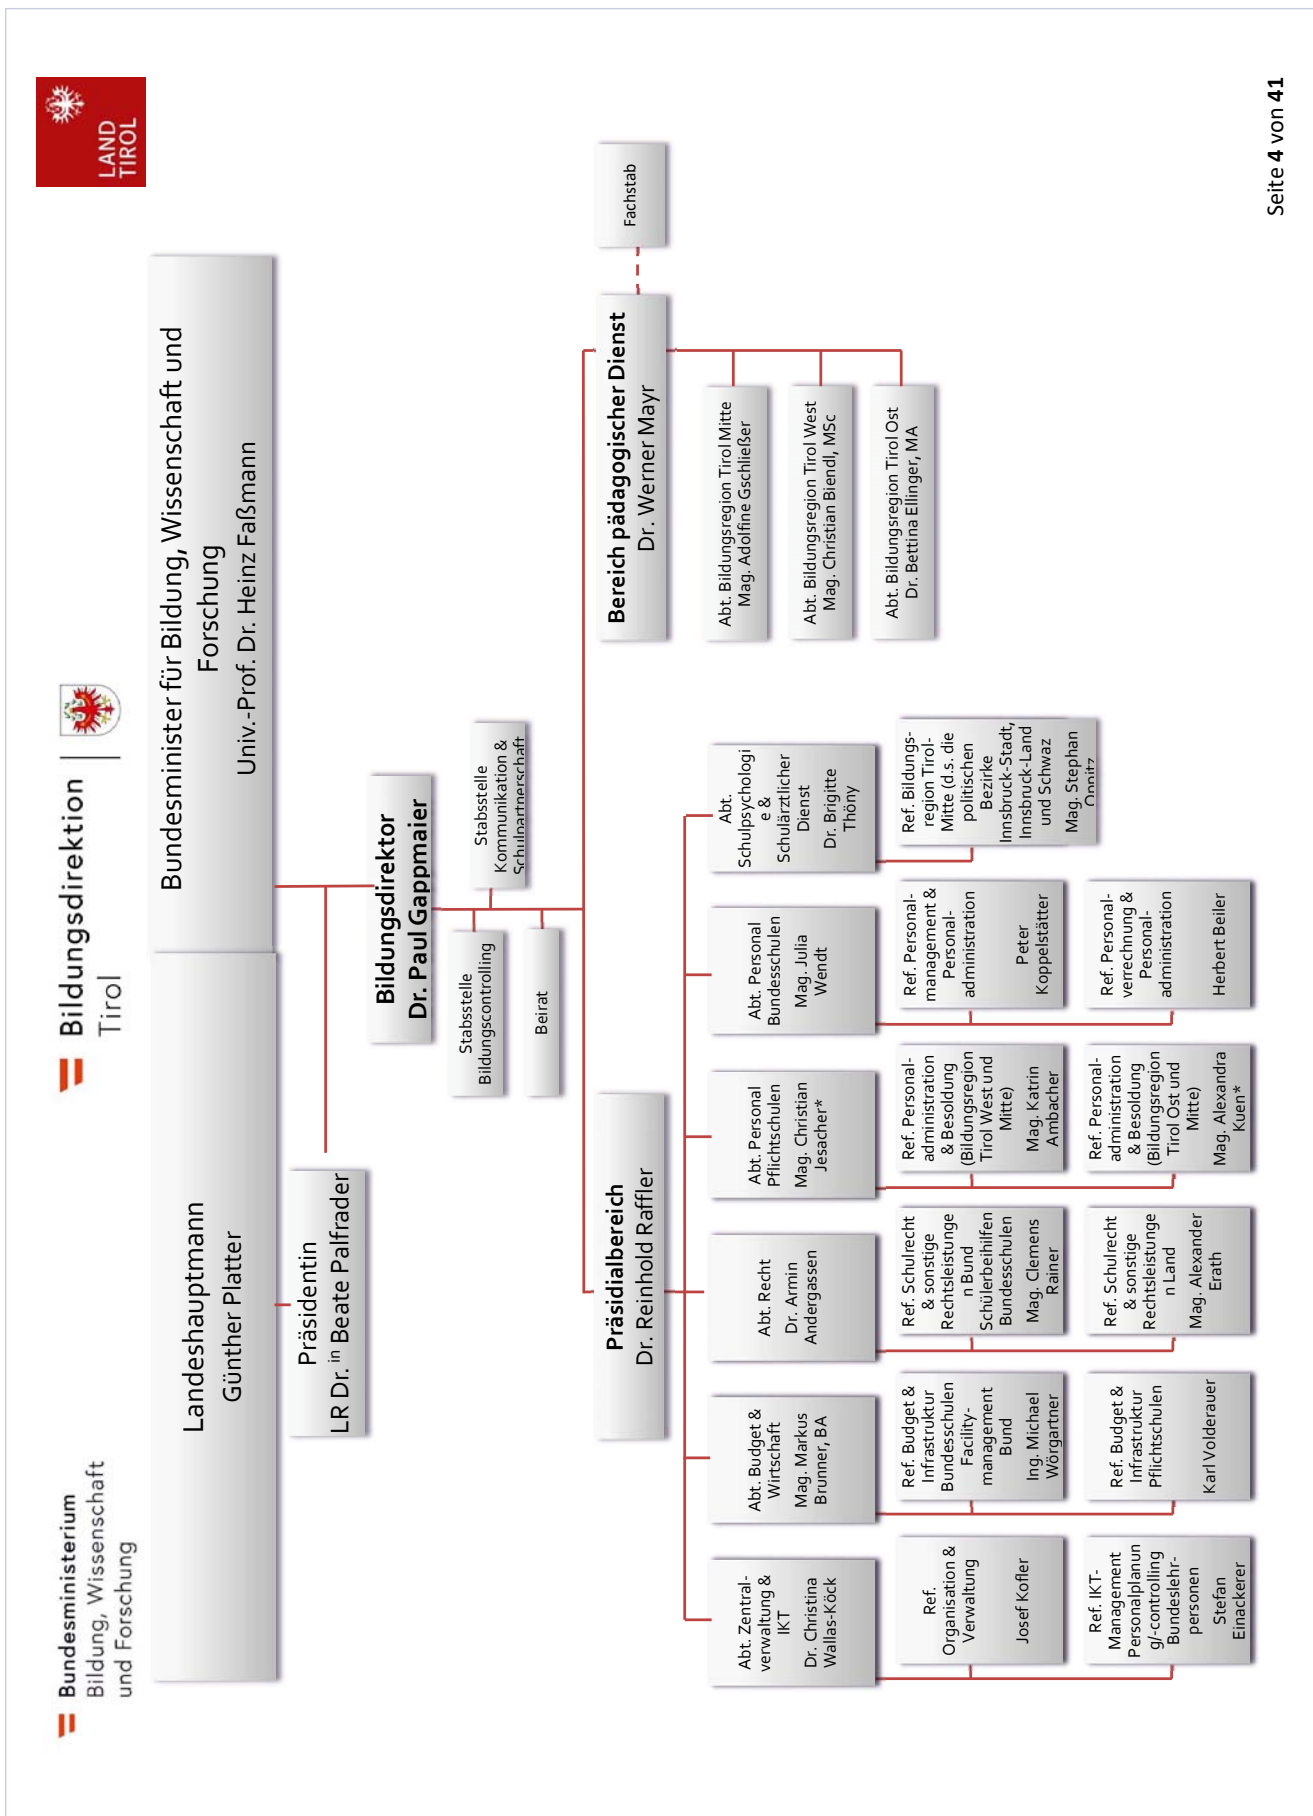 Bundesministerium
Bildung, Wissenschaft
und Forschung
Bildungsdirektion
Tirol
LAND
TIROL
Landeshauptmann
Günther Platter
Bundesminister für Bildung, Wissenschaft und
Forschung
Univ.-Prof. Dr. Heinz Faßmann
Präsidentin
LR Dr. in Beate Palfrader
Bildungsdirektor
Dr. Paul Gappmaier
Stabsstelle
Bildungscontrolling
Stabsstelle
Kommunikation &
Schulpartnerschaft
Beirat
Präsidialbereich
Dr. Reinhold Raffler
Bereich pädagogischer Dienst
Dr. Werner Mayr
Fachstab
Abt. Zentral-
verwaltung &
IKT
Dr. Christina
Wallas-Köck
Abt. Budget &
Wirtschaft
Mag. Markus
Brunner, BA
Abt. Recht
Dr. Armin
Andergassen
Abt. Personal
Pflichtschulen
Mag. Christian
Jesacher*
Abt. Personal
Bundesschulen
Mag. Julia
Wendt
Abt.
Schulpsychologi
e &
Schulärztlicher
Dienst
Dr. Brigitte
Thöny
Abt. Bildungsregion Tirol Mitte
Mag. Adolfine Gschließer
Abt. Bildungsregion Tirol West
Mag. Christian Biendl, MSc
Abt. Bildungsregion Tirol Ost
Dr. Bettina Ellinger, MA
Ref.
Organisation &
Verwaltung
Josef Kofler
Ref. Budget &
Infrastruktur
Bundesschulen
Facility-
management
Bund
Ing. Michael
Wörgartner
Ref. Schulrecht
& sonstige
Rechtsleistunge
n Bund
Schülerbeihilfen
Bundesschulen
Mag. Clemens
Rainer
Ref. Personal-
administration
& Besoldung
(Bildungsregion
Tirol West und
Mitte)
Mag. Katrin
Ambacher
Ref. Personal-
management &
Personal-
administration
Peter
Koppelstätter
Ref. Bildungs-
region Tirol-
Mitte (d.s. die
politischen
Bezirke
Innsbruck-Stadt,
Innsbruck-Land
und Schwaz
Mag. Stephan
Oppitz
Ref. IKT-
Management
Personalplanun
g/-controlling
Bundeslehr-
personen
Stefan
Einackerer
Ref. Budget &
Infrastruktur
Pflichtschulen
Karl Volderauer
Ref. Schulrecht
& sonstige
Rechtsleistunge
n Land
Mag. Alexander
Erath
Ref. Personal-
administration
& Besoldung
(Bildungsregion
Tirol Ost und
Mitte)
Mag. Alexandra
Kuen*
Ref. Personal-
verrechnung &
Personal-
administration
Herbert Beiler
Seite 4 von 41